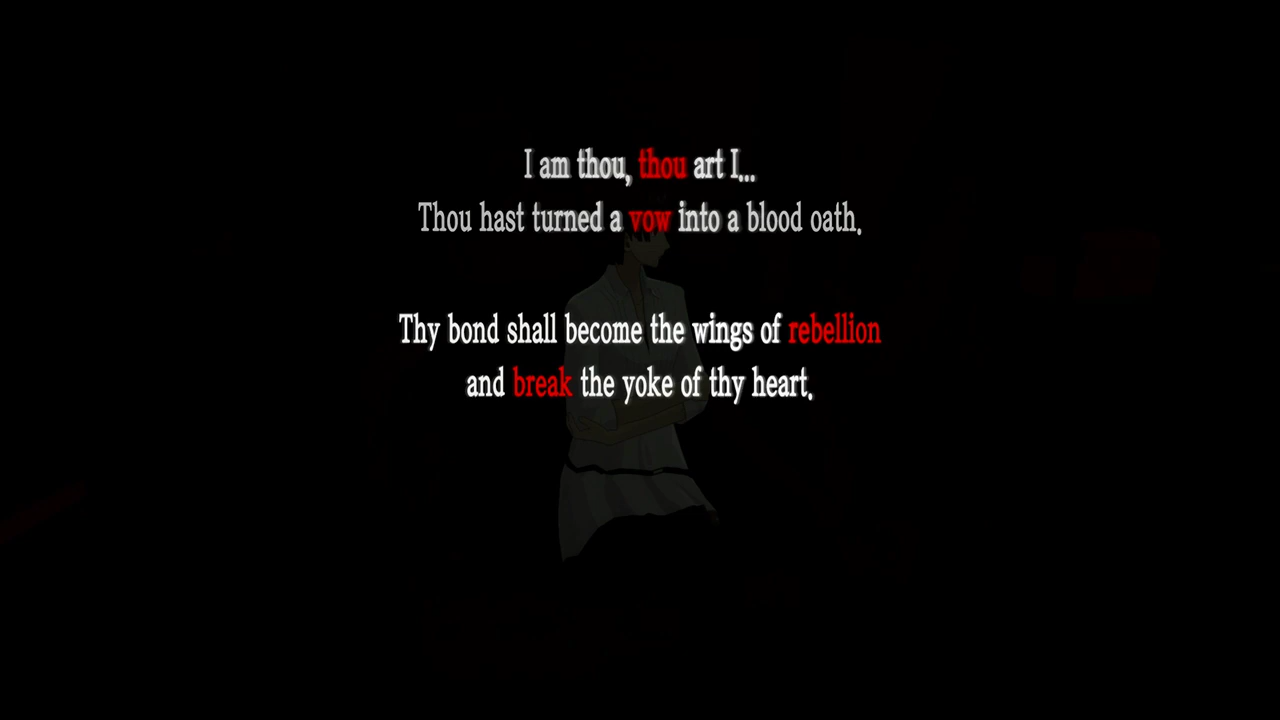 I am thou, thou art I...
Thou hast turned a vow into a blood oath.
Thy bond shall become the wings of rebellion
and break the yoke of thy heart.